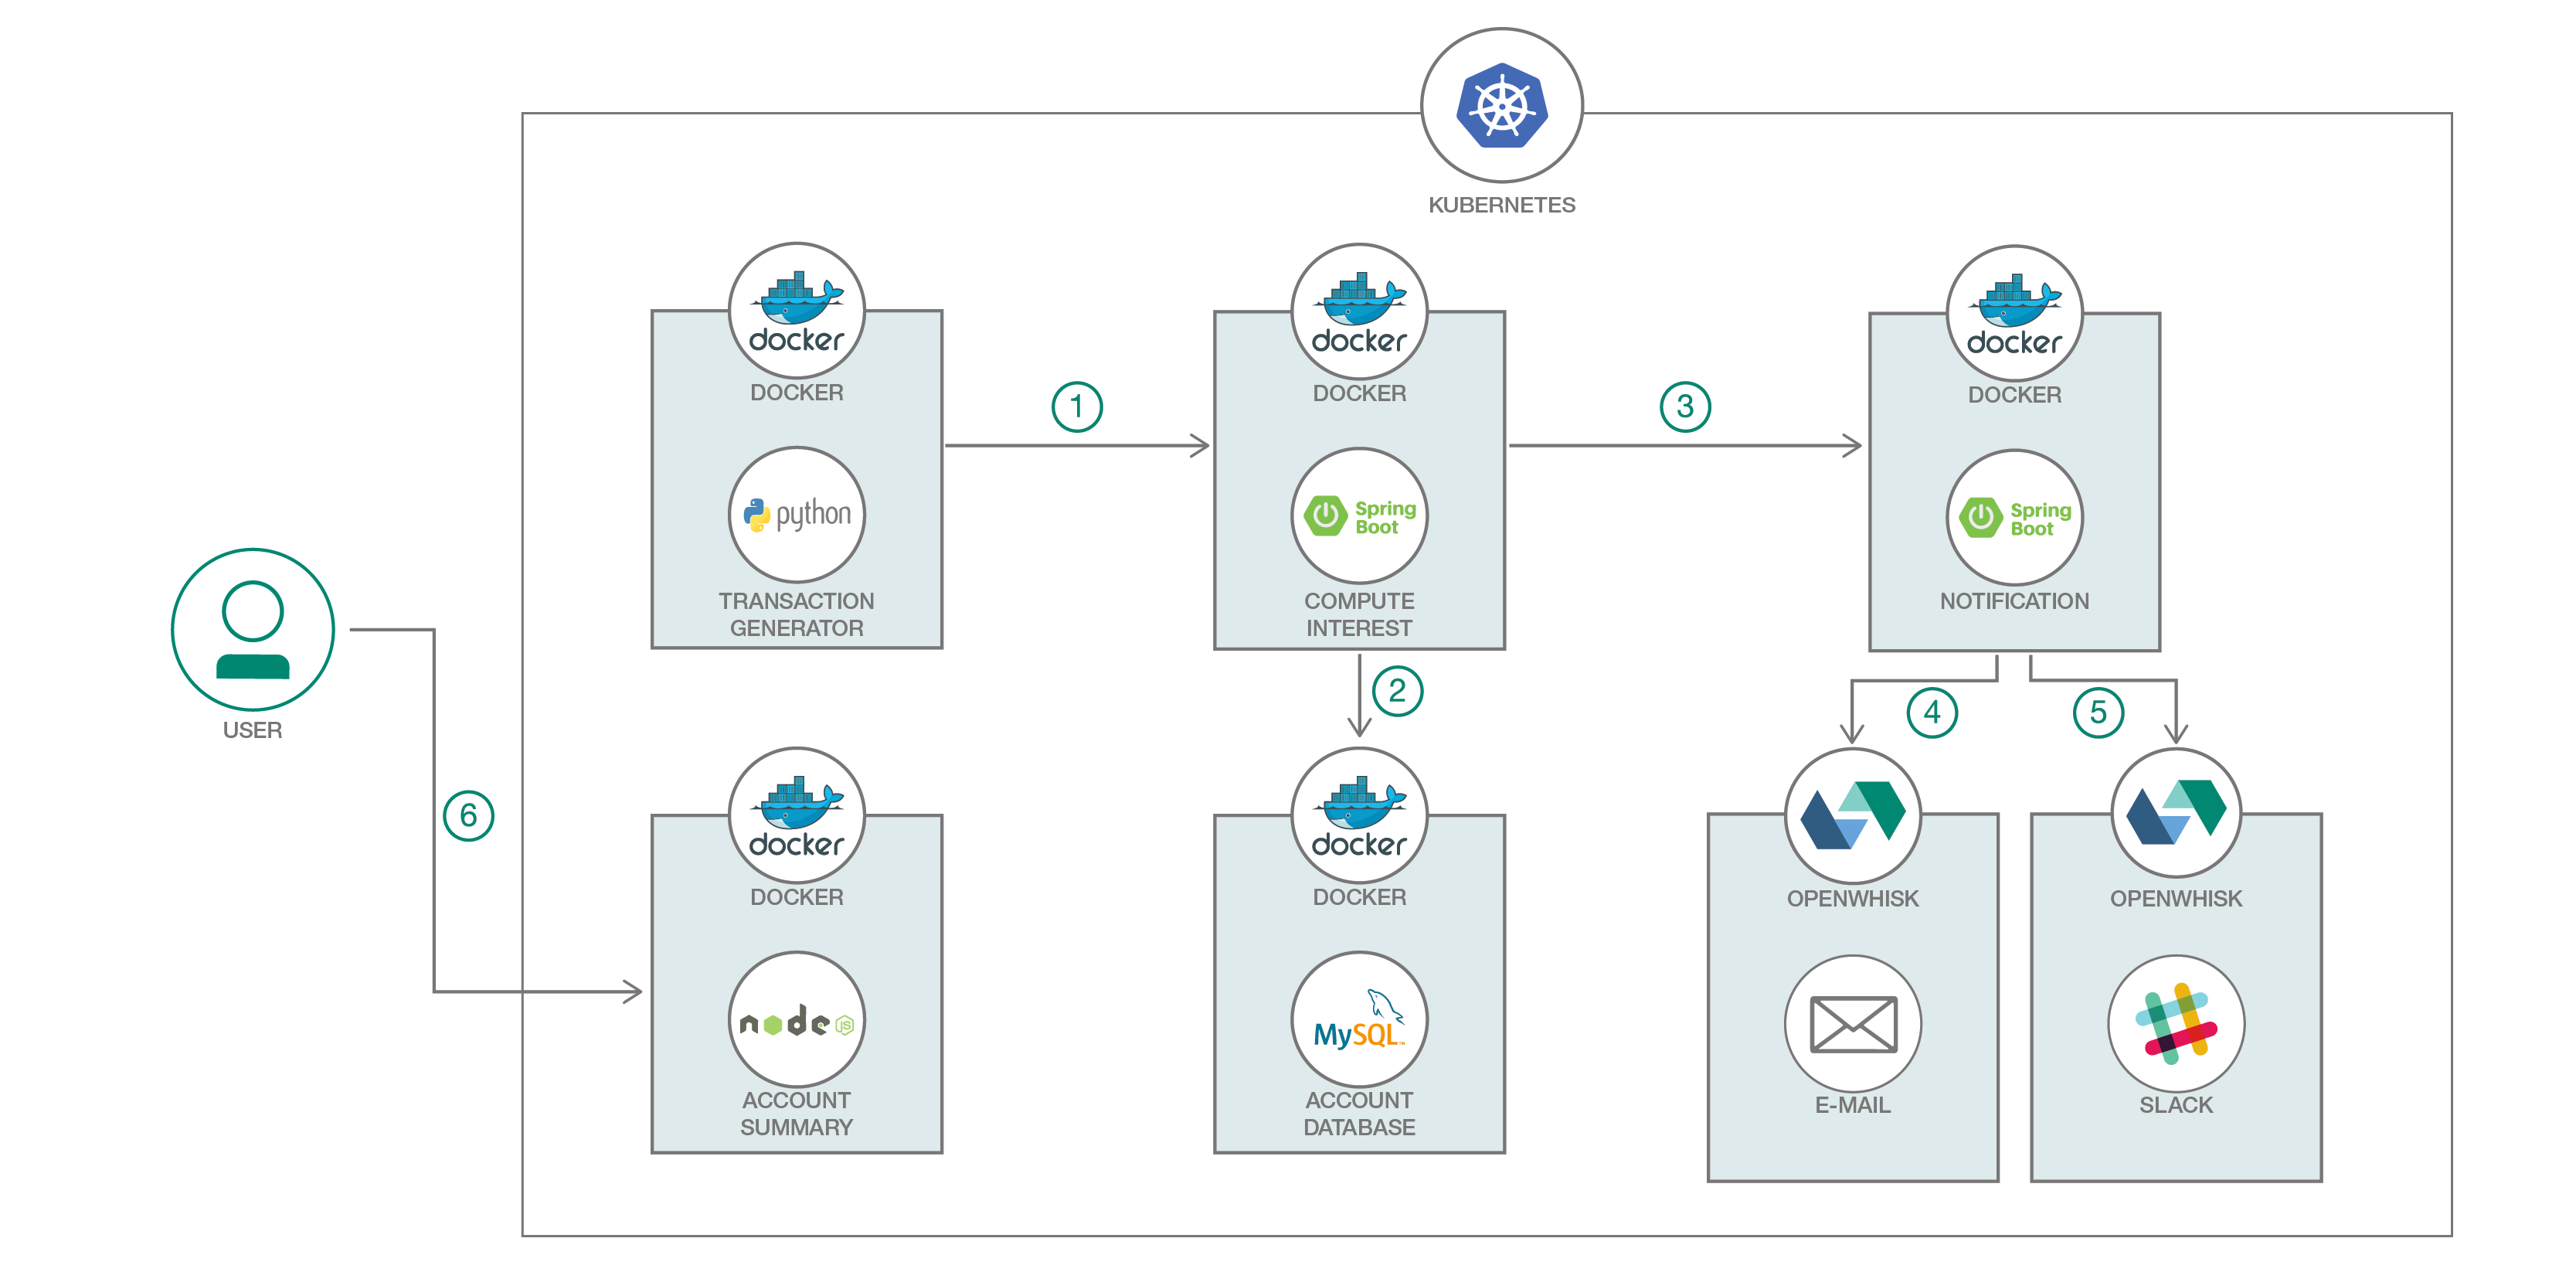 KUBERNETES
docker
DOCKER
python
TRANSACTION
GENERATOR
1
docker
DOCKER
Spring
Boot
COMPUTE
INTEREST
3
docker
DOCKER
Spring
Boot
NOTIFICATION
USER
2
4
5
6
docker
DOCKER
node
JS
ACCOUNT
SUMMARY
docker
DOCKER
MySQL
ACCOUNT
DATABASE
OPENWHISK
E-MAIL
OPENWHISK
SLACK